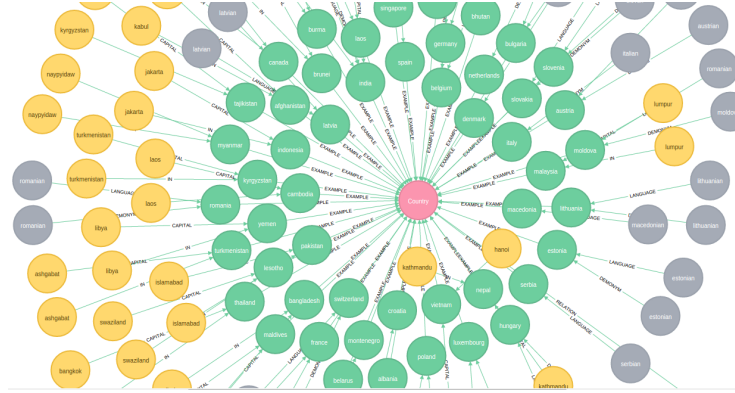 singapore
bhutan
latvian
austrian
kyrgyzstan
kabul
burma
laos
germany
bulgaria
latvian
italian
canada
spain
naypyidaw
jakarta
brunei
india
belgium
netherlands
slovenia
romanian
tajikistan
afghanistan
slovakia
austria
lumpur
naypyidaw
jakarta
latvia
denmark
turkmenistan
myanmar
indonesia
italy
moldova
lumpur
laos
malaysia
romanian
turkmenistan
kyrgyzstan
cambodia
Country
lithuanian
romania
laos
macedonia
lithuania
romanian
libya
yemen
macedonian
lithuanian
turkmenistan
pakistan
hanoi
estonia
ashgabat
libya
lesotho
kathmandu
estonian
islamabad
bangladesh
switzerland
nepal
serbia
thailand
croatia
vietnam
ashgabat
swaziland
islamabad
hungary
estonian
maldives
france
montenegro
luxembourg
swaziland
poland
serbian
bangkok
belarus
albania
kathmandu
CAPITAL
IN
LANGUAGE
DEMONYM
EXAMPLE
RELATION